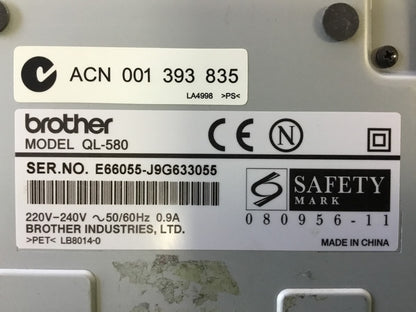 ACN 001 393 835
LA4998 >PS<
brother
MODEL QL-580
CE N
SER.NO. E66055-J9G633055
SAFETY
MARK
080956-11
220V-240V ~50/60Hz 0.9A
BROTHER INDUSTRIES, LTD.
>PET< LB8014-0
MADE IN CHINA